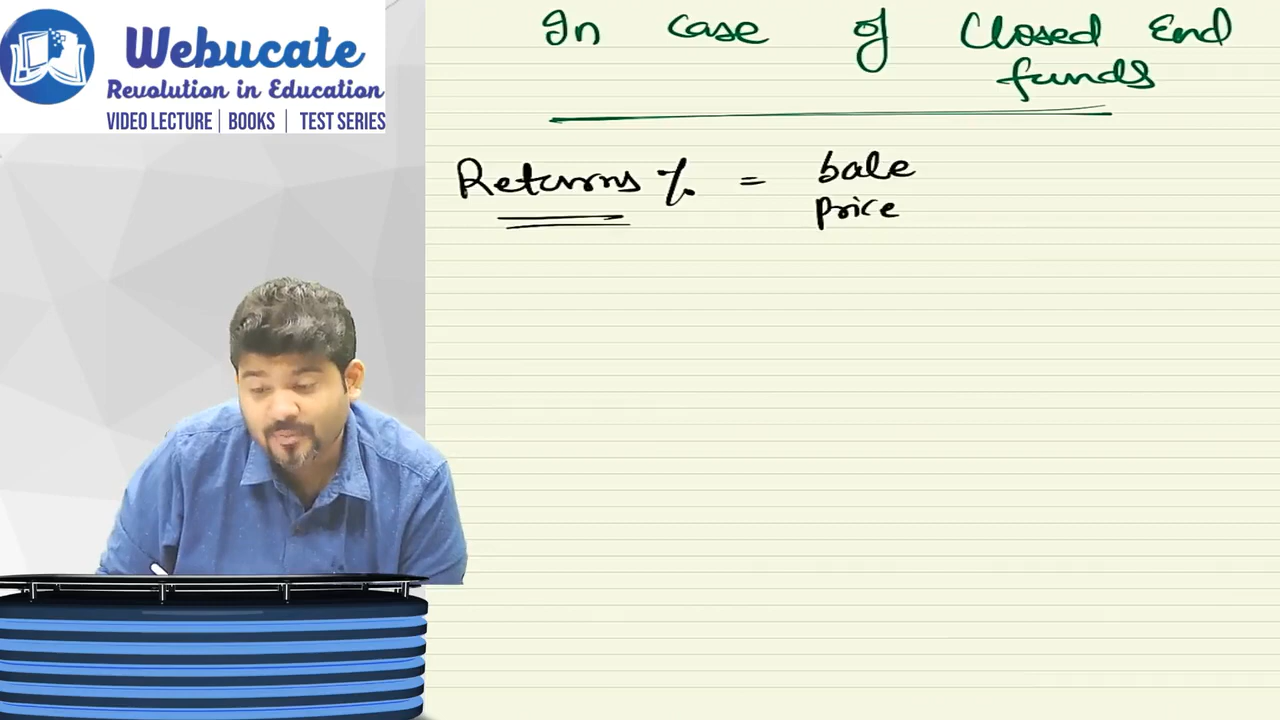 Webucate
Revolution in Education
VIDEO LECTURE | BOOKS | TEST SERIES
In case of Closed End
funds
Returns % = Sale
price